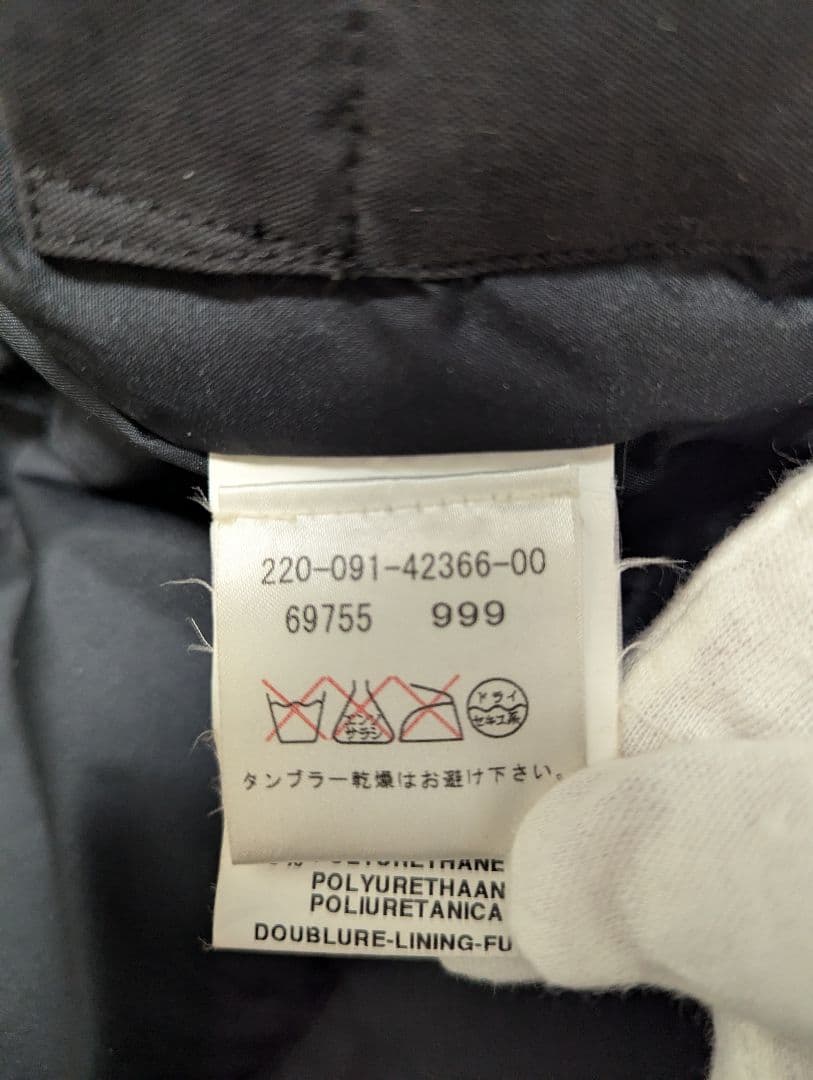 220-091-42366-00
69755 999
エンソ
サラシ
ドライ
セキユ系
タンブラー乾燥はお避け下さい。
POLYURETHANE
POLYURETHAAN
POLIURETANICA
DOUBLURE-LINING-FU